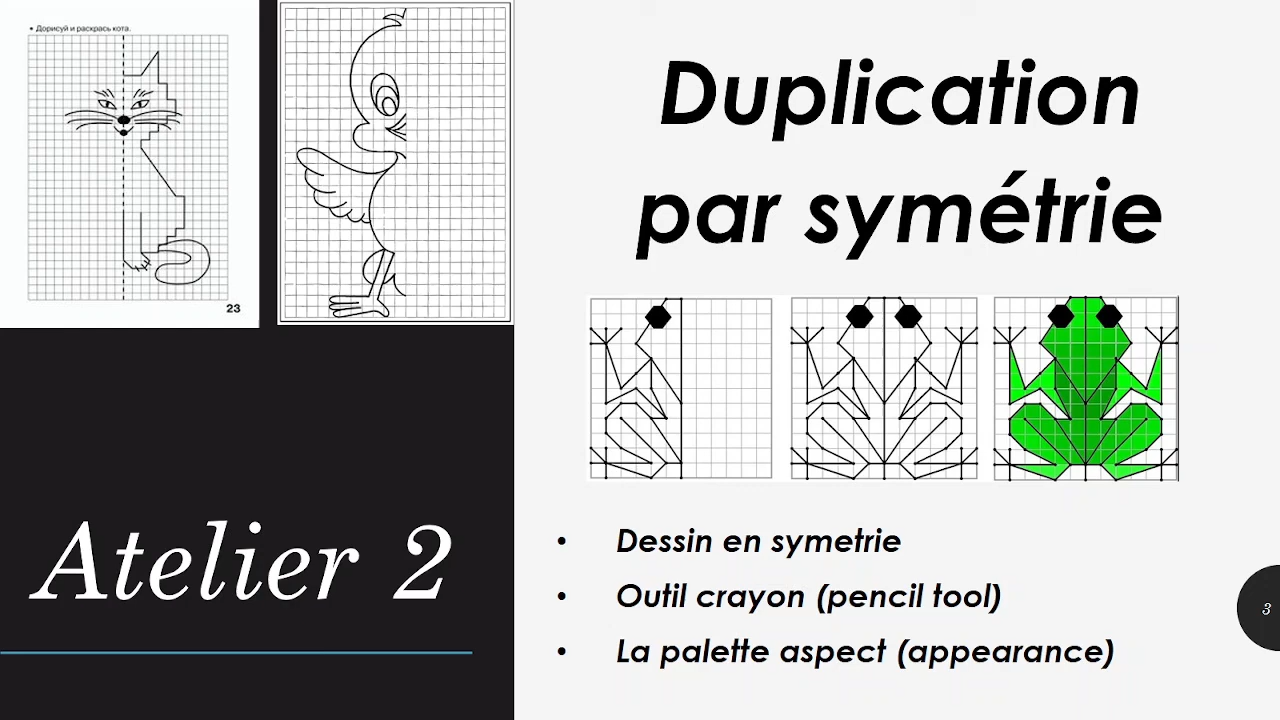 • Дорисуй и раскрась кота.
23
Atelier 2
Duplication
par symétrie
• Dessin en symetrie
• Outil crayon (pencil tool)
• La palette aspect (appearance)
3